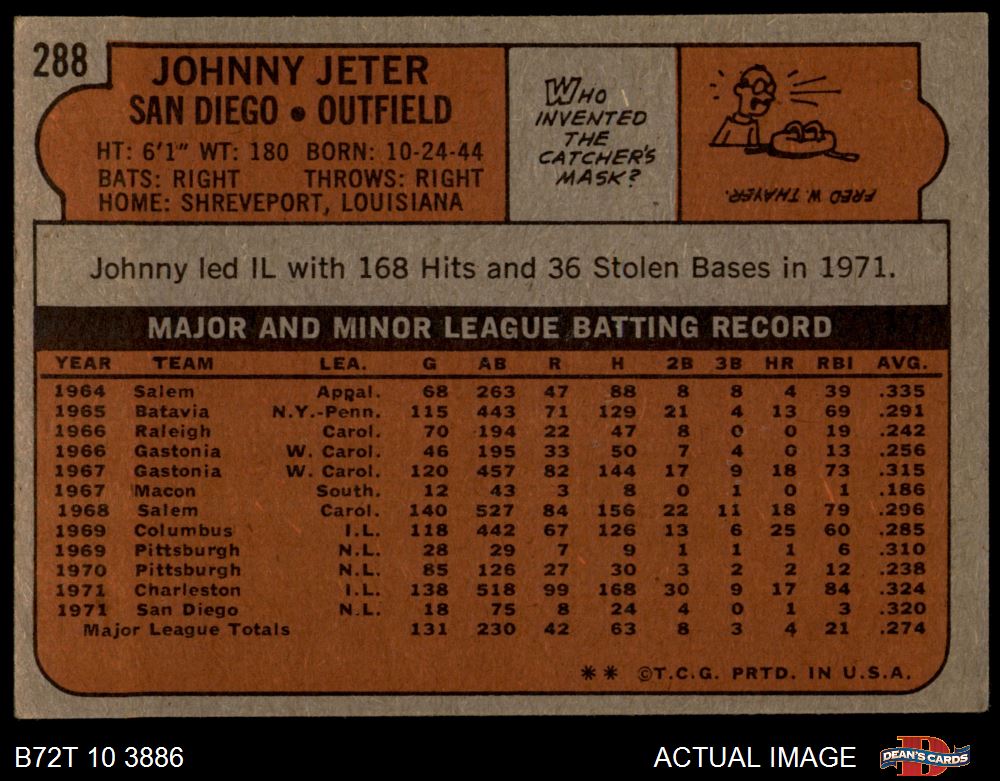 288
JOHNNY JETER
SAN DIEGO • OUTFIELD
HT: 6'1" WT: 180 BORN: 10-24-44
BATS: RIGHT THROWS: RIGHT
HOME: SHREVEPORT, LOUISIANA
WHO
INVENTED
THE
CATCHER'S
MASK?
FRED W. THAYER.
Johnny led IL with 168 Hits and 36 Stolen Bases in 1971.
MAJOR AND MINOR LEAGUE BATTING RECORD
YEAR TEAM LEA. G AB R H 2B 3B HR RBI AVG.
1964 Salem Appal. 68 263 47 88 8 8 4 39 .335
1965 Batavia N.Y.-Penn. 115 443 71 129 21 4 13 69 .291
1966 Raleigh Carol. 70 194 22 47 8 0 0 19 .242
1966 Gastonia W. Carol. 46 195 33 50 7 4 0 13 .256
1967 Gastonia W. Carol. 120 457 82 144 17 9 18 73 .315
1967 Macon South. 12 43 3 8 0 1 0 1 .186
1968 Salem Carol. 140 527 84 156 22 11 18 79 .296
1969 Columbus I.L. 118 442 67 126 13 6 25 60 .285
1969 Pittsburgh N.L. 28 29 7 9 1 1 1 6 .310
1970 Pittsburgh N.L. 85 126 27 30 3 2 2 12 .238
1971 Charleston I.L. 138 518 99 168 30 9 17 84 .324
1971 San Diego N.L. 18 75 8 24 4 0 1 3 .320
Major League Totals 131 230 42 63 8 3 4 21 .274
** ©T.C.G. PRTD. IN U.S.A.
B72T 10 3886
ACTUAL IMAGE
DEAN'S CARDS